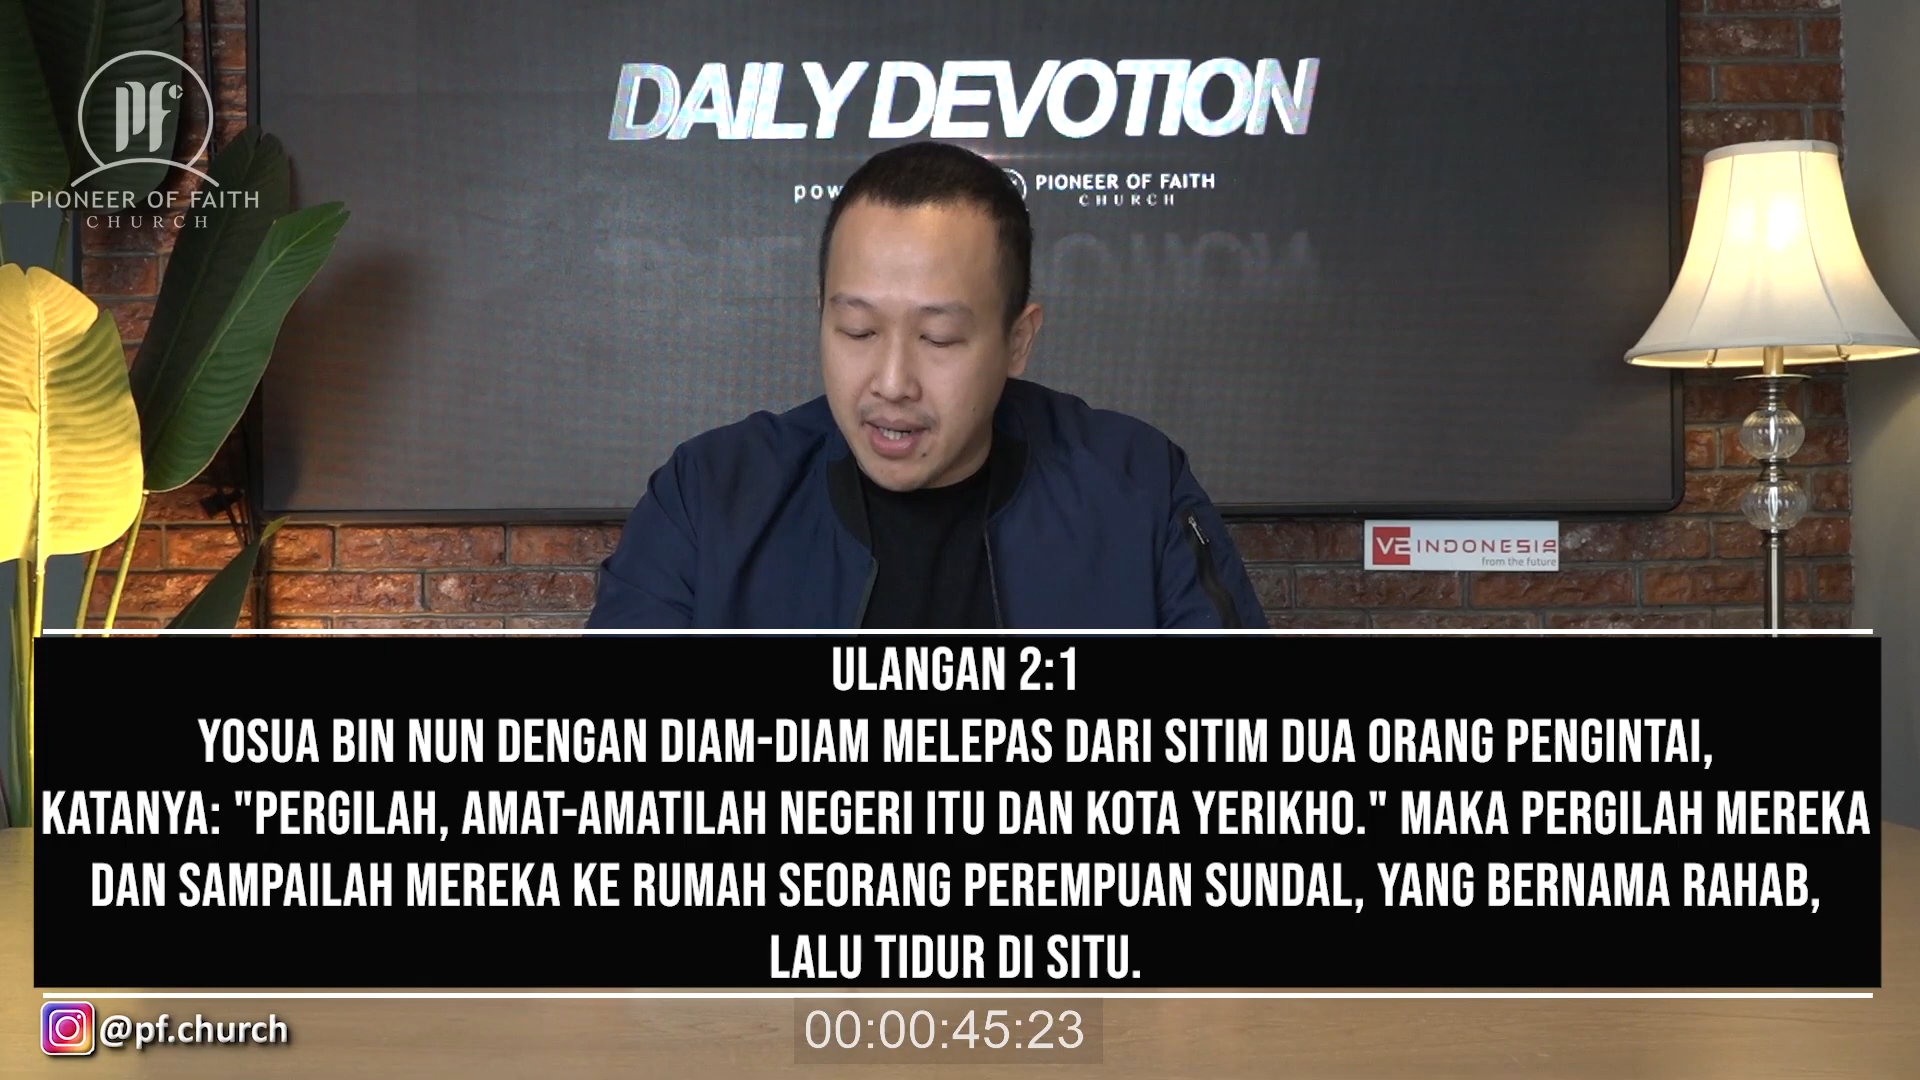 DAILY DEVOTION
PIONEER OF FAITH
CHURCH
pf
PIONEER OF FAITH
CHURCH
VE INDONESIA
from the future
ULANGAN 2:1
YOSUA BIN NUN DENGAN DIAM-DIAM MELEPAS DARI SITIM DUA ORANG PENGINTAI,
KATANYA: "PERGILAH, AMAT-AMATILAH NEGERI ITU DAN KOTA YERIKHO." MAKA PERGILAH MEREKA
DAN SAMPAILAH MEREKA KE RUMAH SEORANG PEREMPUAN SUNDAL, YANG BERNAMA RAHAB,
LALU TIDUR DI SITU.
@pf.church
00:00:45:23